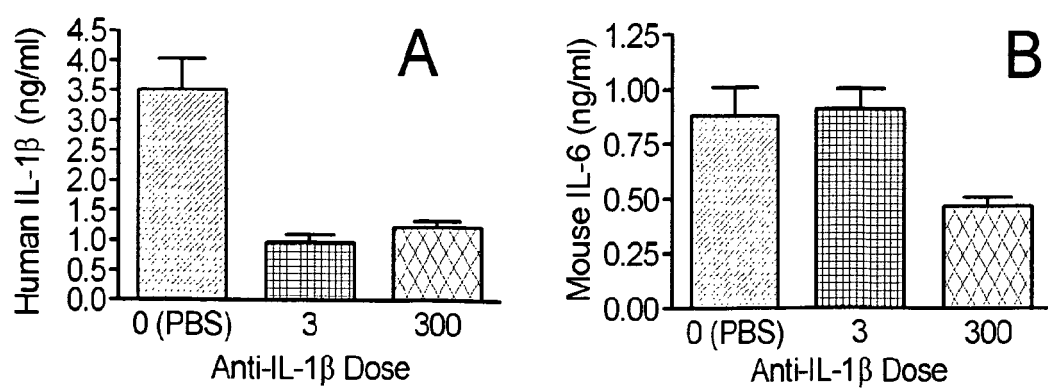 A
Human IL-1β (ng/ml)
4.5
4.0
3.5
3.0
2.5
2.0
1.5
1.0
0.5
0.0
0 (PBS) 3 300
Anti-IL-1β Dose
B
Mouse IL-6 (ng/ml)
1.25
1.00
0.75
0.50
0.25
0.00
0 (PBS) 3 300
Anti-IL-1β Dose